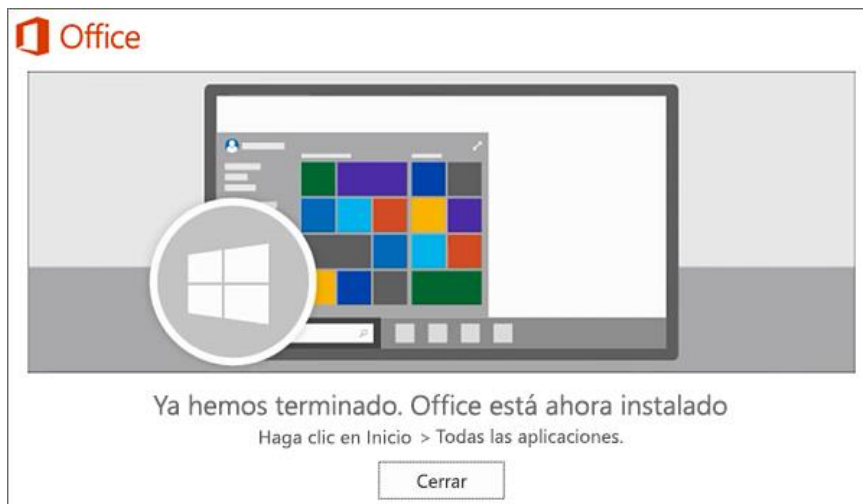 Office
Ya hemos terminado. Office está ahora instalado
Haga clic en Inicio > Todas las aplicaciones.
Cerrar